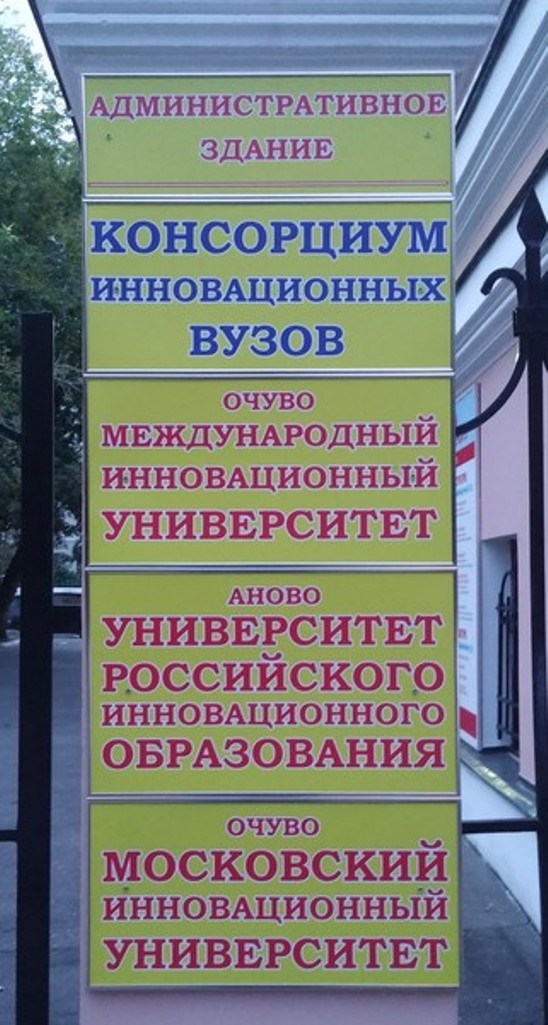 АДМИНИСТРАТИВНОЕ
ЗДАНИЕ
КОНСОРЦИУМ
ИННОВАЦИОННЫХ
ВУЗОВ
ОЧУВО
МЕЖДУНАРОДНЫЙ
ИННОВАЦИОННЫЙ
УНИВЕРСИТЕТ
АНОВО
УНИВЕРСИТЕТ
РОССИЙСКОГО
ИННОВАЦИОННОГО
ОБРАЗОВАНИЯ
ОЧУВО
МОСКОВСКИЙ
ИННОВАЦИОННЫЙ
УНИВЕРСИТЕТ